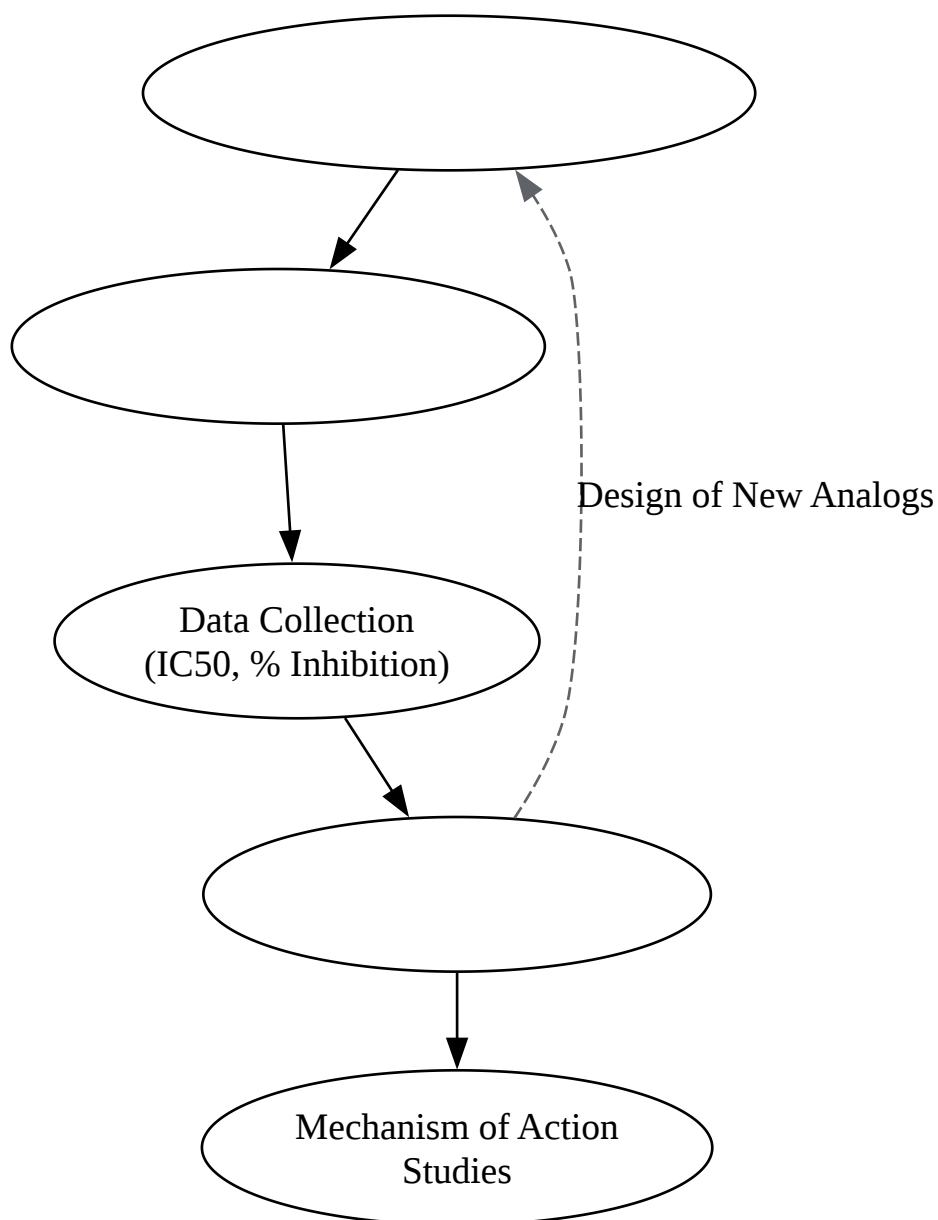 Design of New Analogs
Data Collection
(IC50, % Inhibition)
Mechanism of Action
Studies